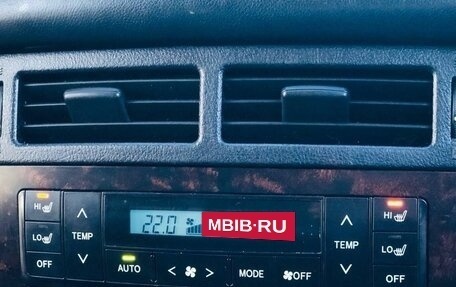 HI
22.0
MBIB·RU
HI
LO
TEMP
TEMP
LO
OFF
AUTO
< >
MODE
OFF
OFF